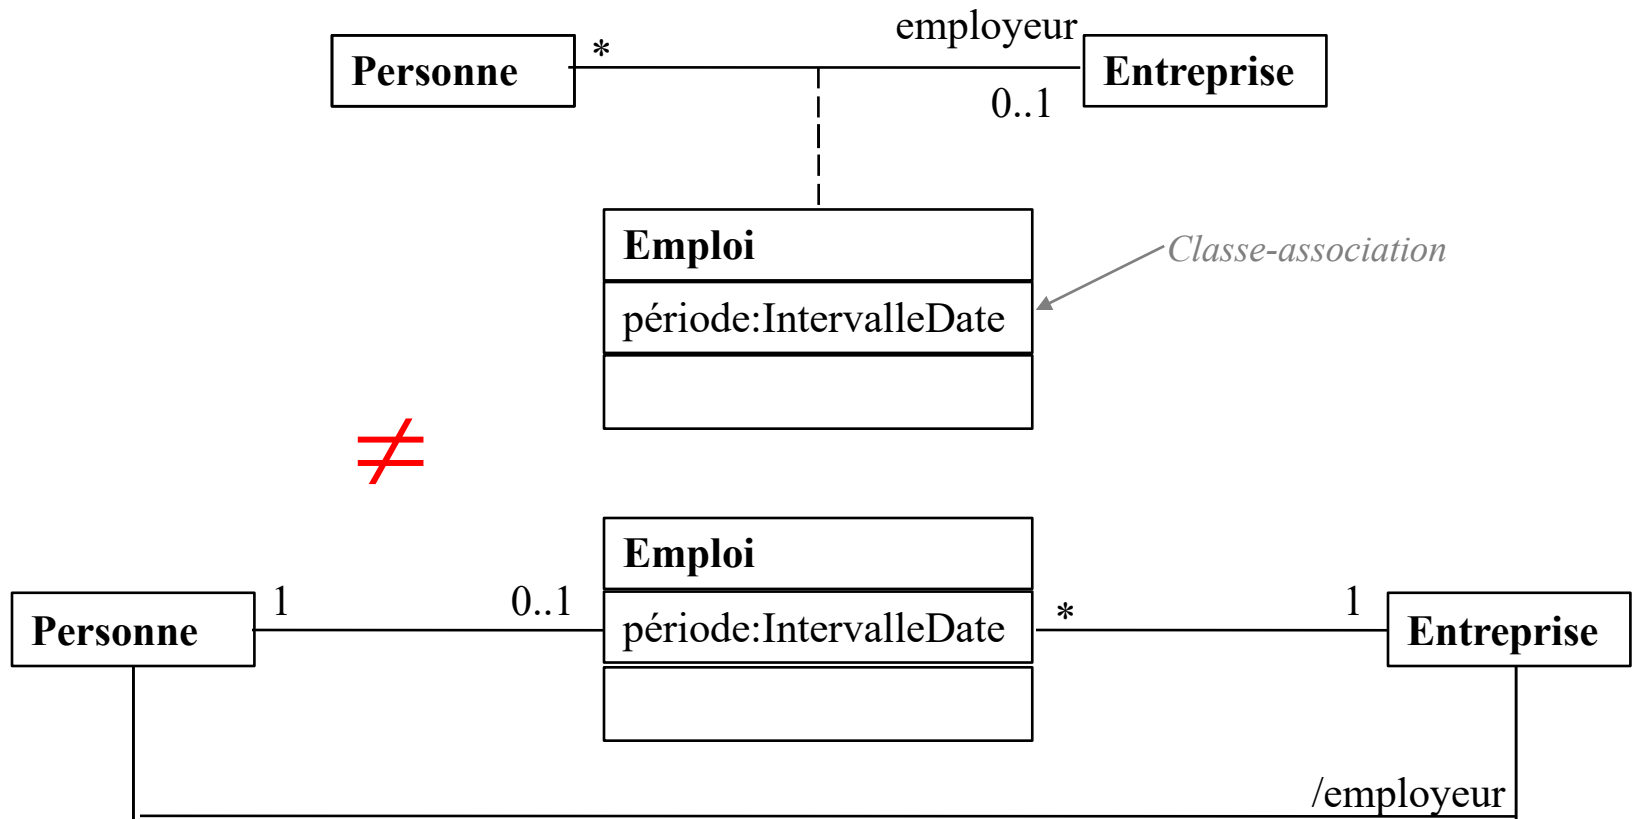 employeur
Personne
*
Entreprise
0..1
Emploi
Classe-association
période:IntervalleDate
≠
Emploi
Personne
1
0..1
période:IntervalleDate
*
1
Entreprise
/employeur